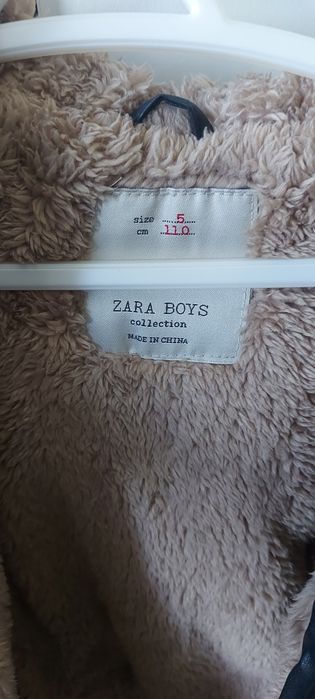 size 5
cm 110
ZARA BOYS
collection
MADE IN CHINA